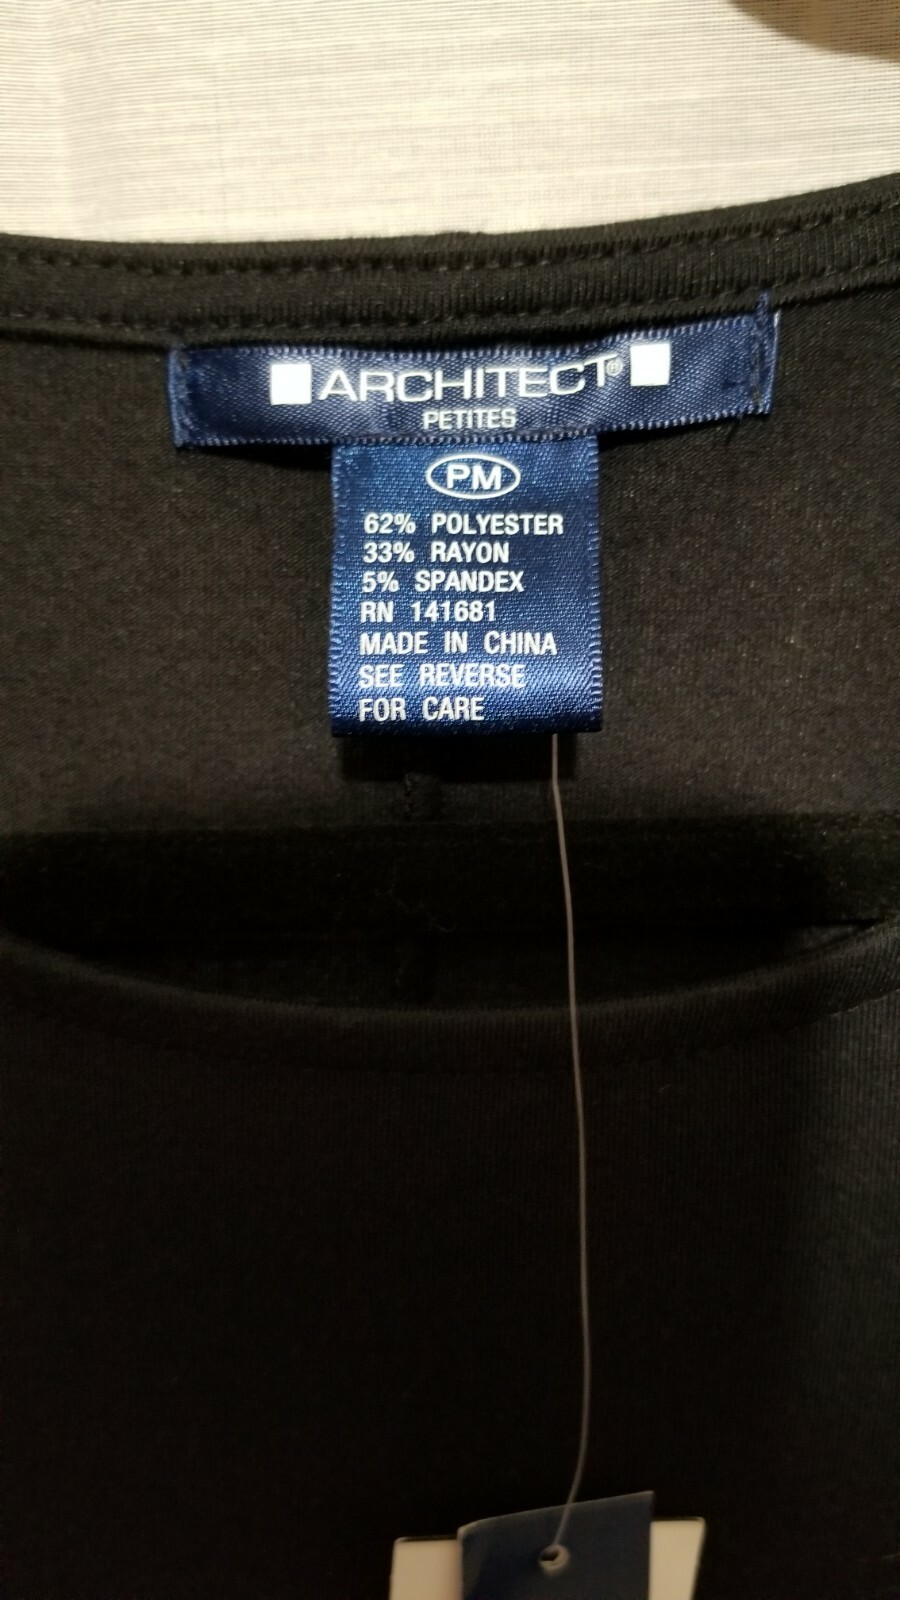 ARCHITECT®
PETITES
PM
62% POLYESTER
33% RAYON
5% SPANDEX
RN 141681
MADE IN CHINA
SEE REVERSE
FOR CARE